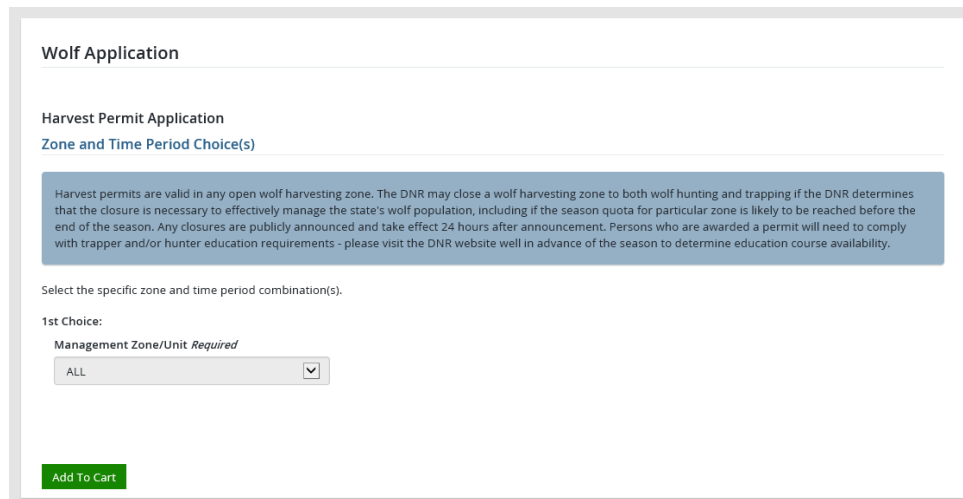 Wolf Application
Harvest Permit Application
Zone and Time Period Choice(s)
Harvest permits are valid in any open wolf harvesting zone. The DNR may close a wolf harvesting zone to both wolf hunting and trapping if the DNR determines
that the closure is necessary to effectively manage the state's wolf population, including if the season quota for particular zone is likely to be reached before the
end of the season. Any closures are publicly announced and take effect 24 hours after announcement. Persons who are awarded a permit will need to comply
with trapper and/or hunter education requirements - please visit the DNR website well in advance of the season to determine education course availability.
Select the specific zone and time period combination(s).
1st Choice:
Management Zone/Unit Required
ALL
Add To Cart